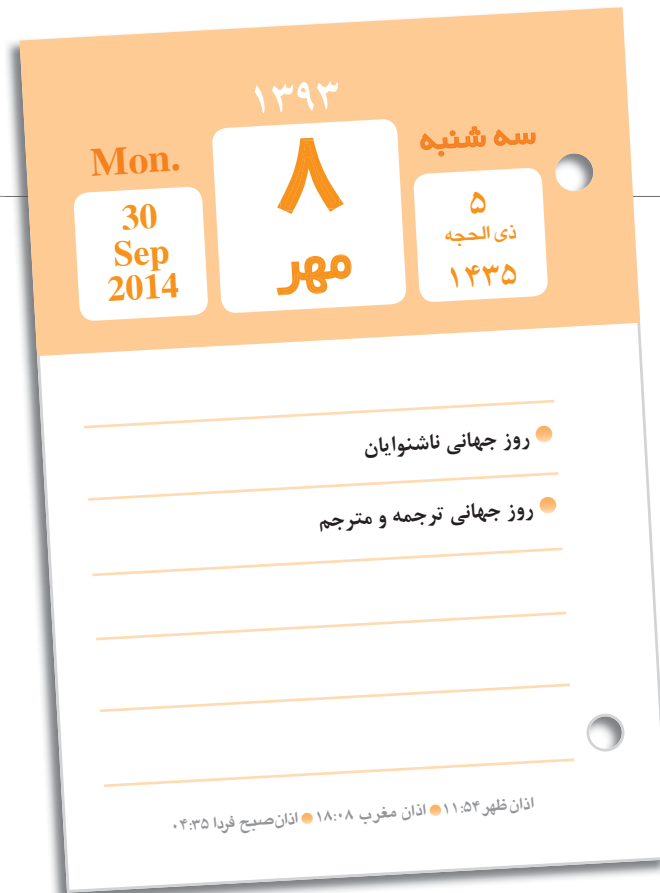 ۱۳۹۳
سه شنبه
۸
مهر
Mon.
۵
ذی الحجه
۱۴۳۵
30
Sep
2014
روز جهانی ناشنوایان
روز جهانی ترجمه و مترجم
اذان ظهر ۱۱:۵۴ اذان مغرب ۱۸:۰۸ اذان صبح فردا ۰۴:۳۵